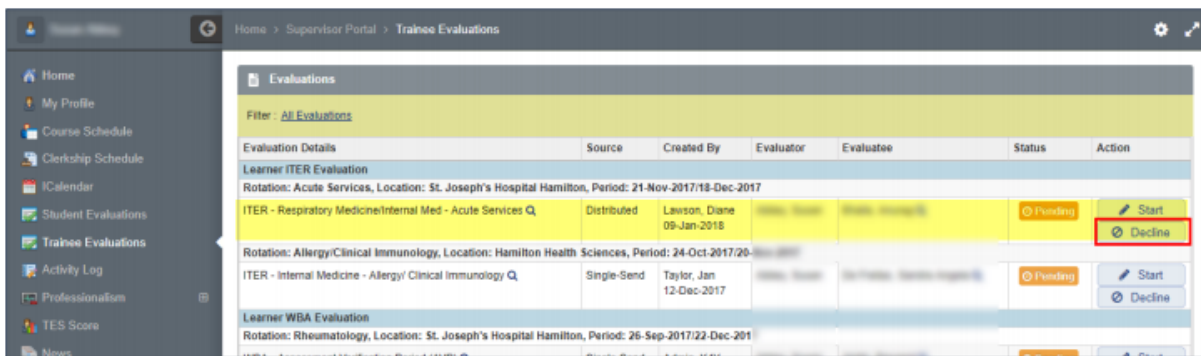 Home > Supervisor Portal > Trainee Evaluations
Home
My Profile
Course Schedule
Clerkship Schedule
ICalendar
Student Evaluations
Trainee Evaluations
Activity Log
Professionalism
TES Score
News
Evaluations
Filter : All Evaluations
Evaluation Details Source Created By Evaluator Evaluatee Status Action
Learner ITER Evaluation
Rotation: Acute Services, Location: St. Joseph's Hospital Hamilton, Period: 21-Nov-2017/18-Dec-2017
ITER - Respiratory Medicine/Internal Med - Acute Services Distributed Lawson, Diane Pending Start
09-Jan-2018 Decline
Rotation: Allergy/Clinical Immunology, Location: Hamilton Health Sciences, Period: 24-Oct-2017/20-
ITER - Internal Medicine - Allergy/ Clinical Immunology Single-Send Taylor, Jan Pending Start
12-Dec-2017 Decline
Learner WBA Evaluation
Rotation: Rheumatology, Location: St. Joseph's Hospital Hamilton, Period: 26-Sep-2017/22-Dec-201